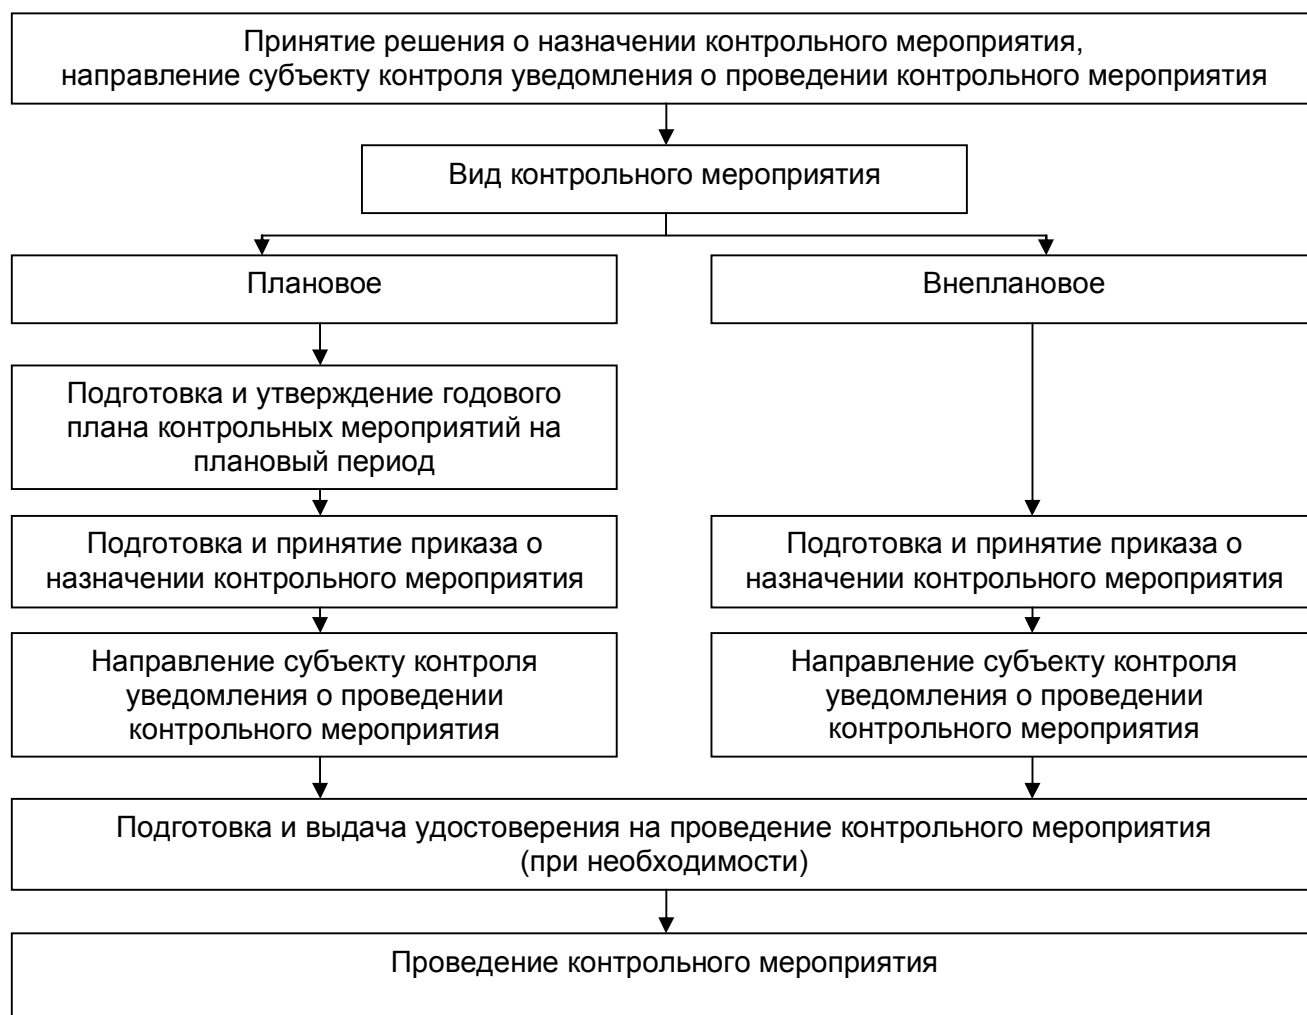 Принятие решения о назначении контрольного мероприятия,
направление субъекту контроля уведомления о проведении контрольного мероприятия
Вид контрольного мероприятия
Плановое
Внеплановое
Подготовка и утверждение годового
плана контрольных мероприятий на
плановый период
Подготовка и принятие приказа о
назначении контрольного мероприятия
Подготовка и принятие приказа о
назначении контрольного мероприятия
Направление субъекту контроля
уведомления о проведении
контрольного мероприятия
Направление субъекту контроля
уведомления о проведении
контрольного мероприятия
Подготовка и выдача удостоверения на проведение контрольного мероприятия
(при необходимости)
Проведение контрольного мероприятия